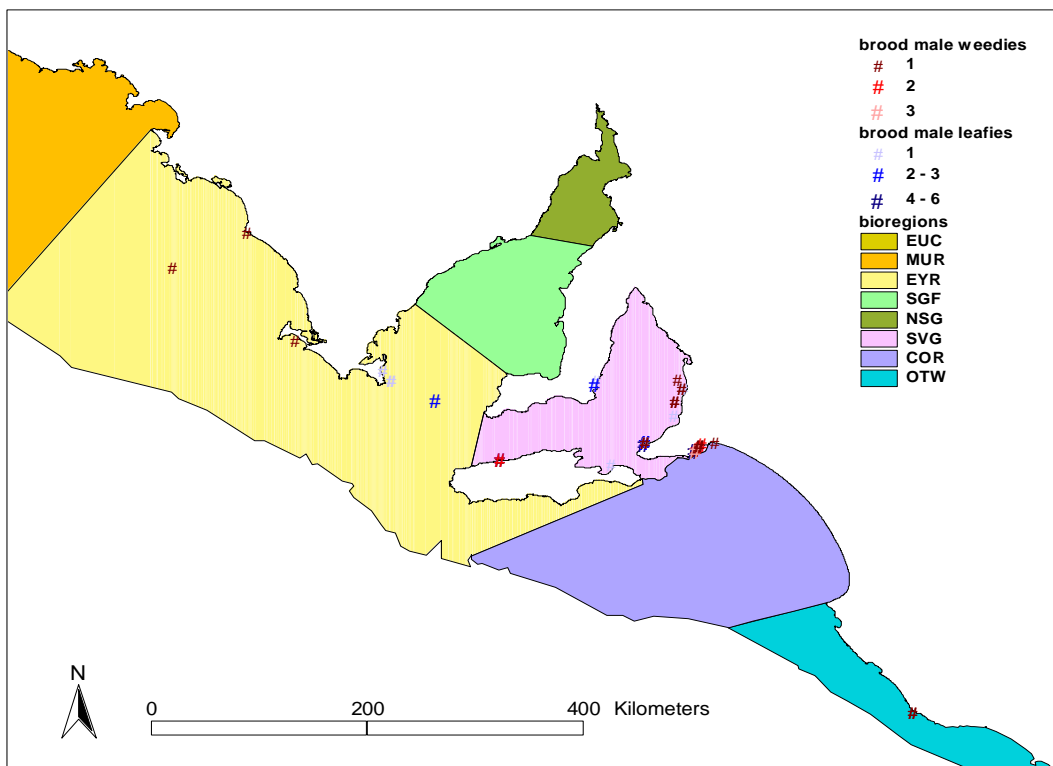 brood male weedies
# 1
# 2
# 3
brood male leafies
# 1
# 2 - 3
# 4 - 6
bioregions
EUC
MUR
EYR
SGF
NSG
SVG
COR
OTW
N
0 200 400 Kilometers